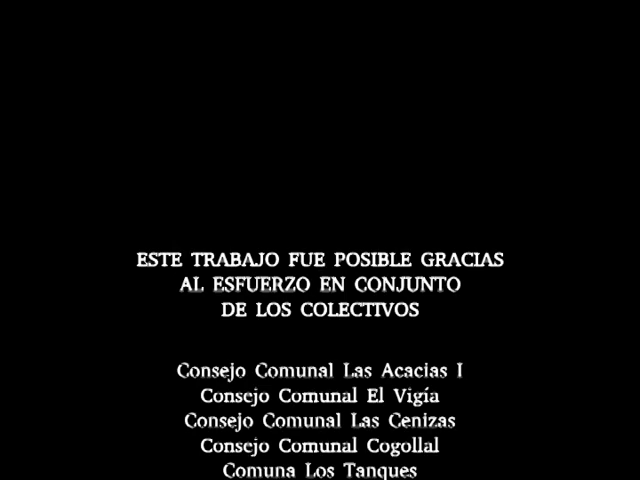 ESTE TRABAJO FUE POSIBLE GRACIAS
AL ESFUERZO EN CONJUNTO
DE LOS COLECTIVOS
Consejo Comunal Las Acacias I
Consejo Comunal El Vigía
Consejo Comunal Las Cenizas
Consejo Comunal Cogollal
Comuna Los Tanques